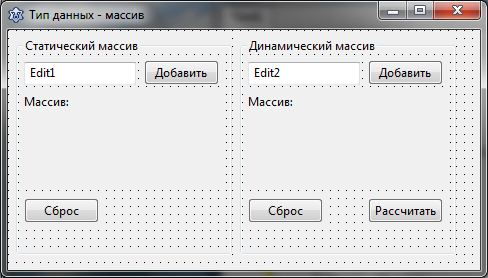 Тип данных - массив
Статический массив
Edit1
Добавить
Массив:
Сброс
Динамический массив
Edit2
Добавить
Массив:
Сброс
Рассчитать